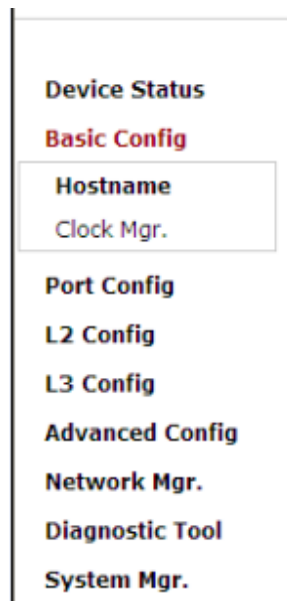 Device Status
Basic Config
Hostname
Clock Mgr.
Port Config
L2 Config
L3 Config
Advanced Config
Network Mgr.
Diagnostic Tool
System Mgr.